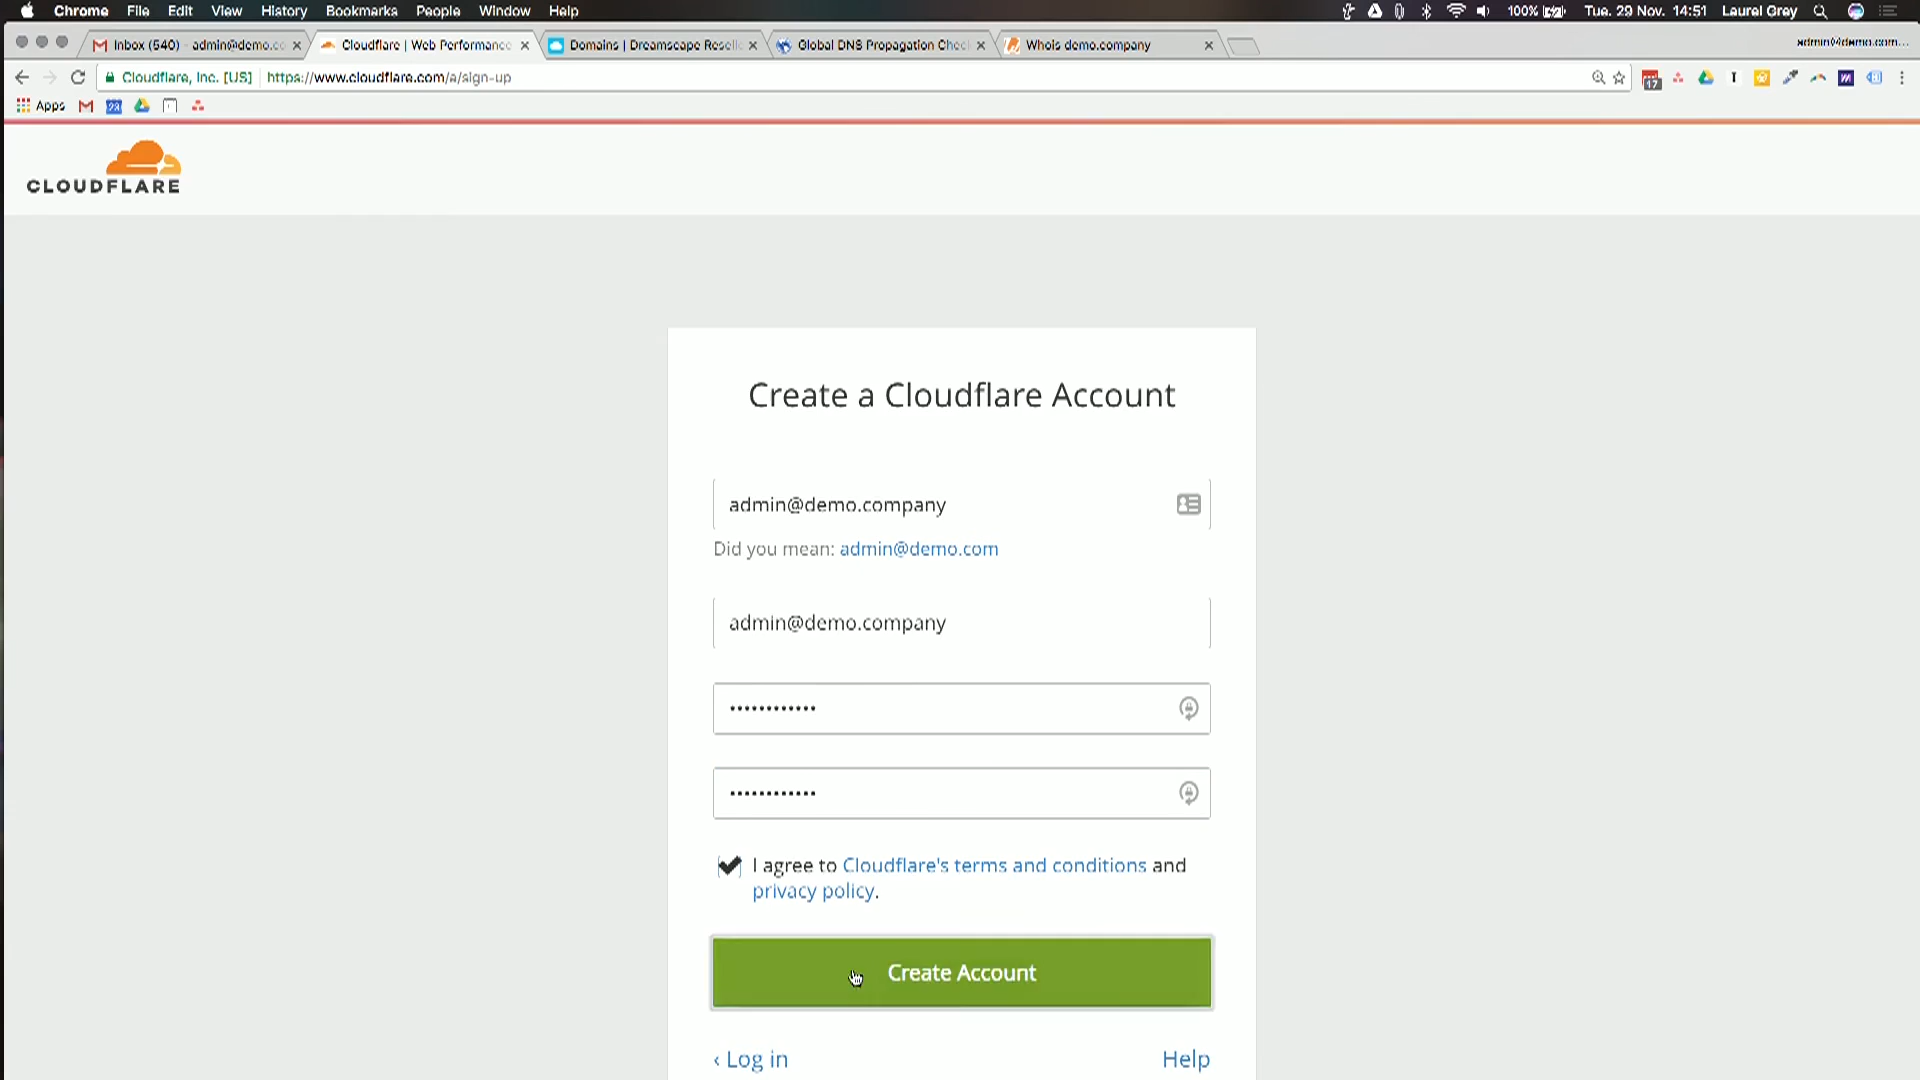 Chrome File Edit View History Bookmarks People Window Help 100% Tue. 29 Nov. 14:51 Laurel Grey
Inbox (540) - admin@demo.co Cloudflare | Web Performance Domains | Dreamscape Reselle Global DNS Propagation Chec Whois demo.company
Cloudflare, Inc. [US] https://www.cloudflare.com/a/sign-up 17
Apps 23
CLOUDFLARE
Create a Cloudflare Account
admin@demo.company
Did you mean: admin@demo.com
admin@demo.company
I agree to Cloudflare's terms and conditions and
privacy policy.
Create Account
‹ Log in Help